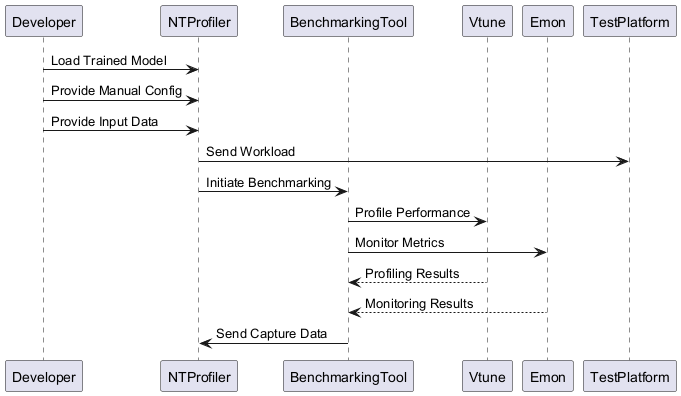 Developer NTProfiler BenchmarkingTool Vtune Emon TestPlatform
Load Trained Model
Provide Manual Config
Provide Input Data
Send Workload
Initiate Benchmarking
Profile Performance
Monitor Metrics
Profiling Results
Monitoring Results
Send Capture Data
Developer NTProfiler BenchmarkingTool Vtune Emon TestPlatform